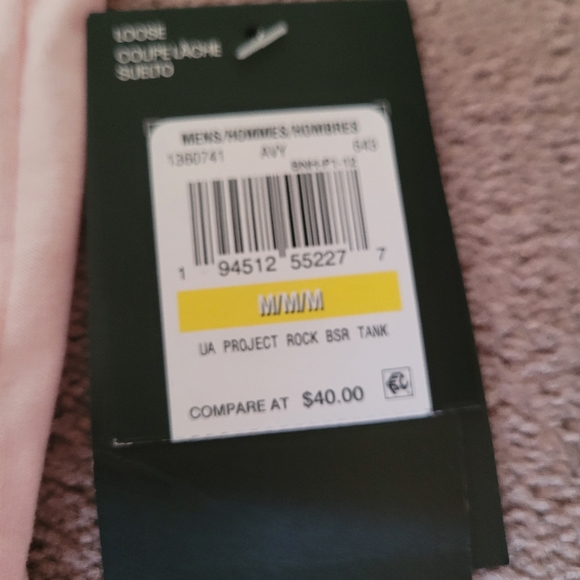 LOOSE
COUPE LÂCHE
SUELTO
MENS/HOMMES/HOMBRES
1380741 AVY 643
1 94512 55227 7
M/M/M
UA PROJECT ROCK BSR TANK
COMPARE AT $40.00